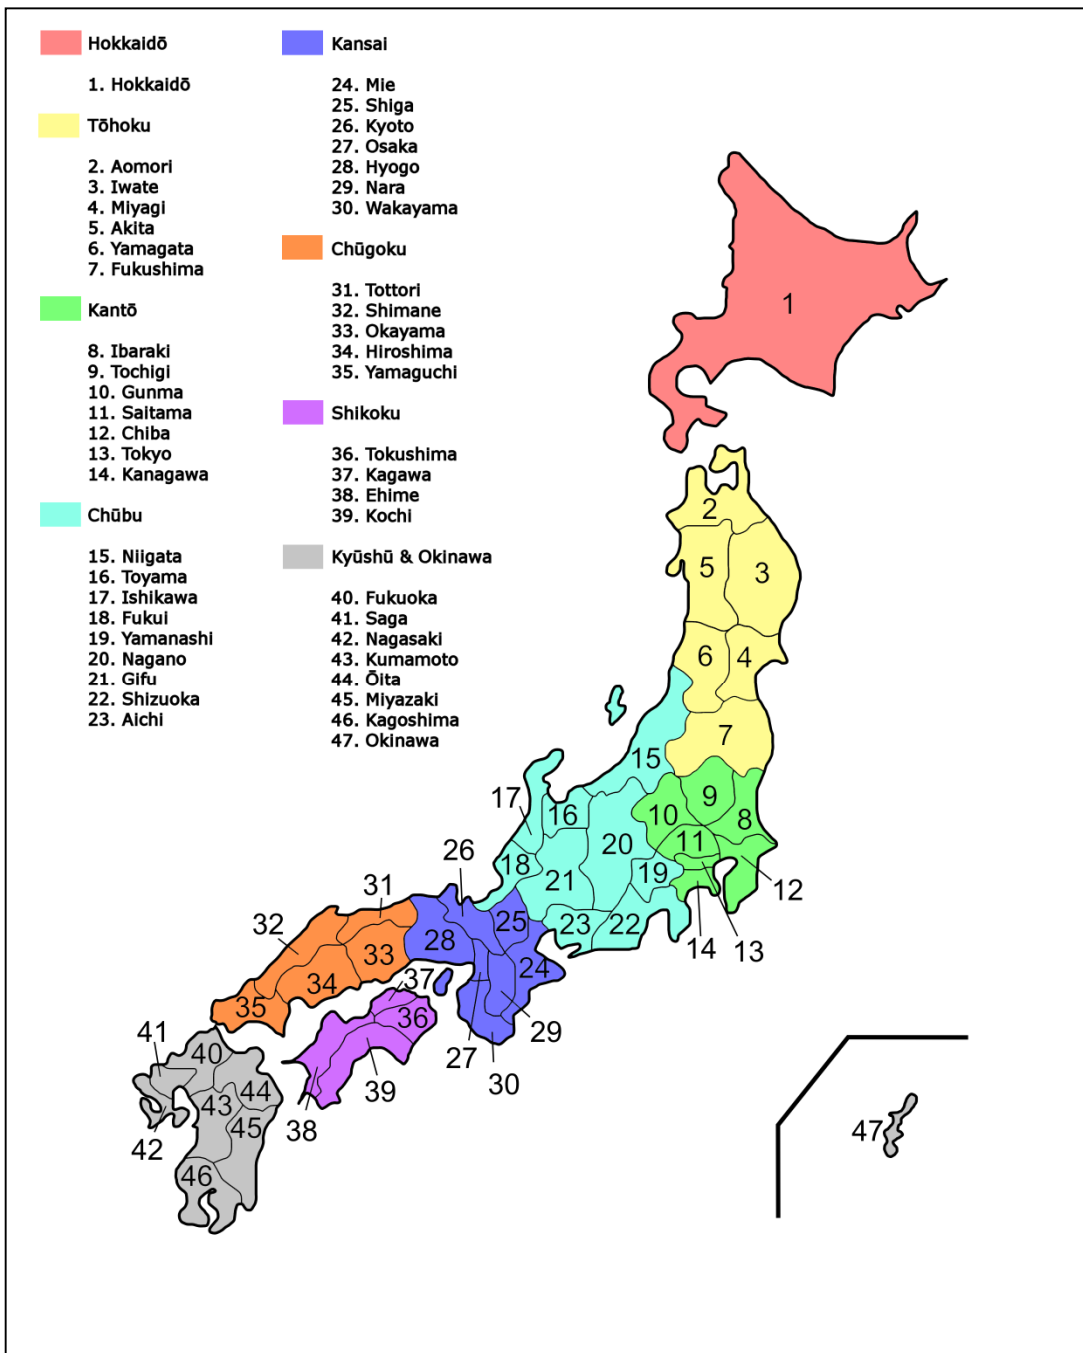 Hokkaidō
1. Hokkaidō
Tōhoku
2. Aomori
3. Iwate
4. Miyagi
5. Akita
6. Yamagata
7. Fukushima
Kantō
8. Ibaraki
9. Tochigi
10. Gunma
11. Saitama
12. Chiba
13. Tokyo
14. Kanagawa
Chūbu
15. Niigata
16. Toyama
17. Ishikawa
18. Fukui
19. Yamanashi
20. Nagano
21. Gifu
22. Shizuoka
23. Aichi
Kansai
24. Mie
25. Shiga
26. Kyoto
27. Osaka
28. Hyogo
29. Nara
30. Wakayama
Chūgoku
31. Tottori
32. Shimane
33. Okayama
34. Hiroshima
35. Yamaguchi
Shikoku
36. Tokushima
37. Kagawa
38. Ehime
39. Kochi
Kyūshū & Okinawa
40. Fukuoka
41. Saga
42. Nagasaki
43. Kumamoto
44. Ōita
45. Miyazaki
46. Kagoshima
47. Okinawa
1
2
5
3
6
4
7
15
9
17
16
10
8
11
20
26
18
19
21
12
31
32
25
23
22
28
14
13
33
24
37
34
35
36
41
40
27
29
39
30
44
43
38
42
45
47
46